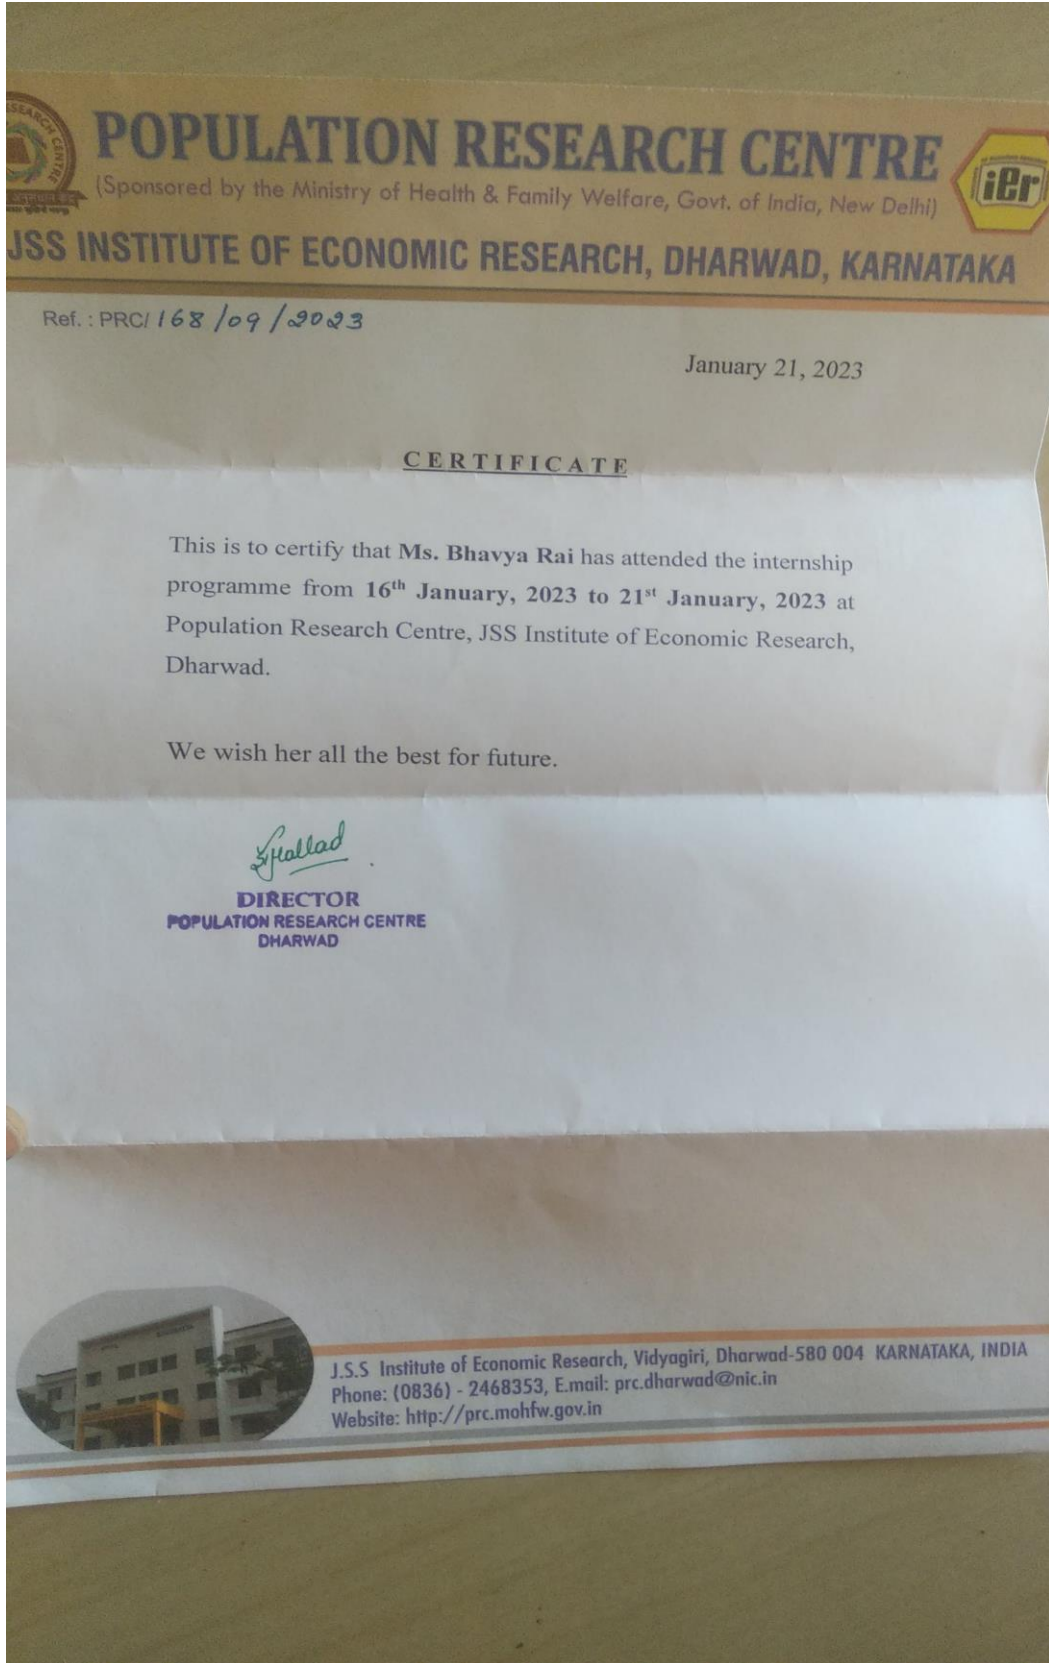 SEARCH CENTRE
POPULATION RESEARCH CENTRE
(Sponsored by the Ministry of Health & Family Welfare, Govt. of India, New Delhi)
ier
JSS INSTITUTE OF ECONOMIC RESEARCH, DHARWAD, KARNATAKA
Ref. : PRC/ 168/09/2023
January 21, 2023
CERTIFICATE
This is to certify that Ms. Bhavya Rai has attended the internship
programme from 16th January, 2023 to 21st January, 2023 at
Population Research Centre, JSS Institute of Economic Research,
Dharwad.
We wish her all the best for future.
DIRECTOR
POPULATION RESEARCH CENTRE
DHARWAD
J.S.S Institute of Economic Research, Vidyagiri, Dharwad-580 004 KARNATAKA, INDIA
Phone: (0836) - 2468353, E.mail: prc.dharwad@nic.in
Website: http://prc.mohfw.gov.in